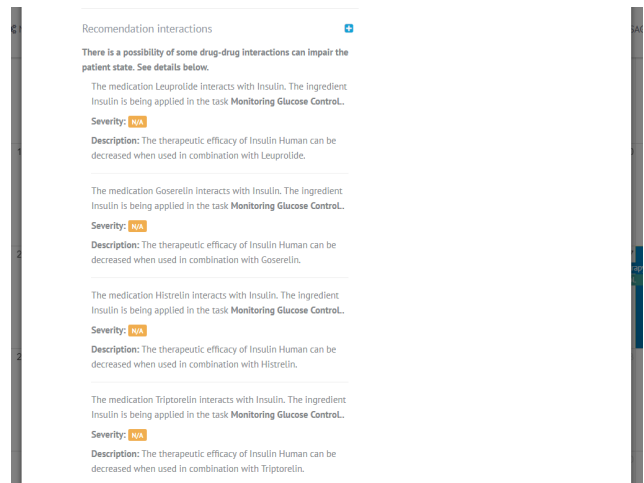 Recomendation interactions
There is a possibility of some drug-drug interactions can impair the
patient state. See details below.
The medication Leuprolide interacts with Insulin. The ingredient
Insulin is being applied in the task Monitoring Glucose Control..
Severity: N/A
Description: The therapeutic efficacy of Insulin Human can be
decreased when used in combination with Leuprolide.
The medication Goserelin interacts with Insulin. The ingredient
Insulin is being applied in the task Monitoring Glucose Control..
Severity: N/A
Description: The therapeutic efficacy of Insulin Human can be
decreased when used in combination with Goserelin.
The medication Histrelin interacts with Insulin. The ingredient
Insulin is being applied in the task Monitoring Glucose Control..
Severity: N/A
Description: The therapeutic efficacy of Insulin Human can be
decreased when used in combination with Histrelin.
The medication Triptorelin interacts with Insulin. The ingredient
Insulin is being applied in the task Monitoring Glucose Control..
Severity: N/A
Description: The therapeutic efficacy of Insulin Human can be
decreased when used in combination with Triptorelin.